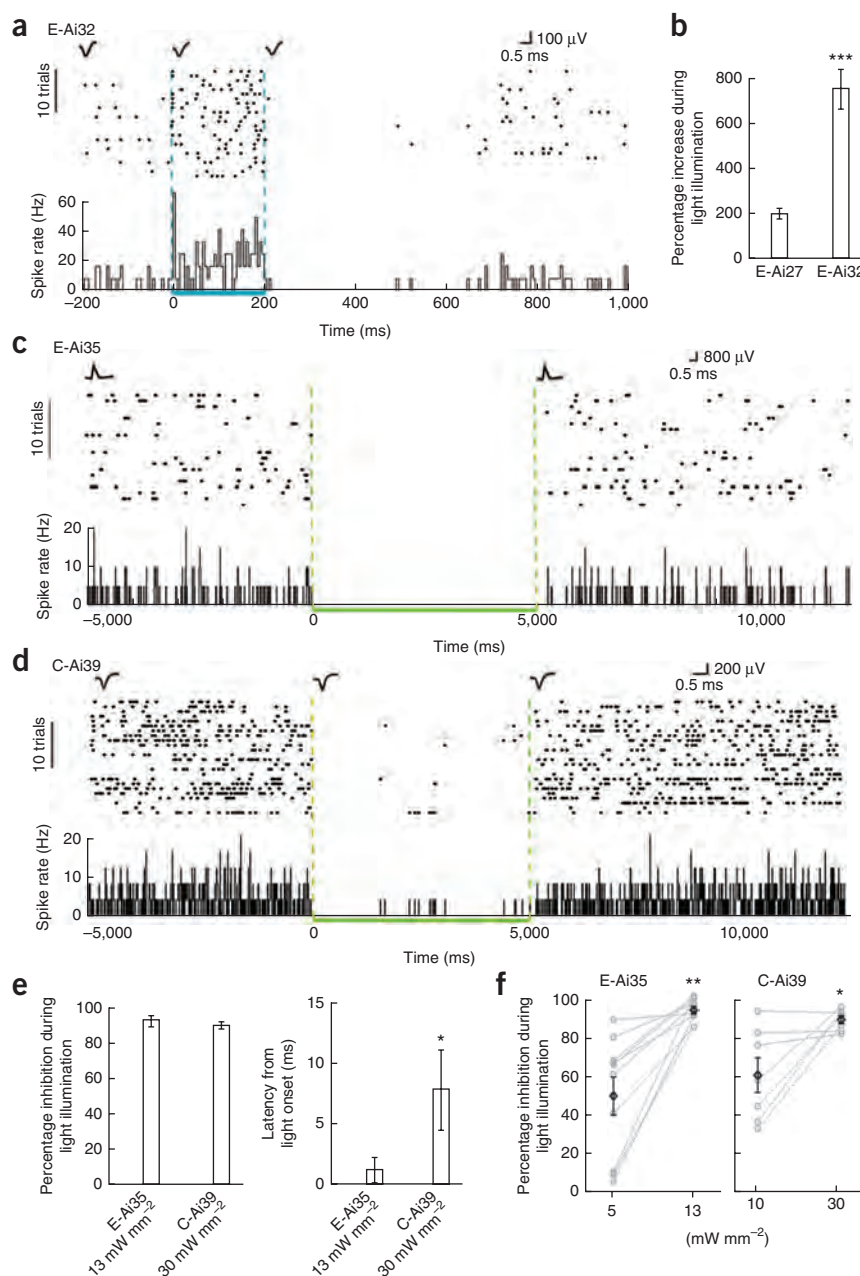 a
E-Ai32
100 µV
0.5 ms
10 trials
60
40
20
0
Spike rate (Hz)
–200
0
200
400
600
800
1,000
Time (ms)
b
***
800
600
400
200
0
Percentage increase during
light illumination
E-Ai27
E-Ai32
c
E-Ai35
800 µV
0.5 ms
10 trials
20
10
0
Spike rate (Hz)
–5,000
0
5,000
10,000
Time (ms)
d
C-Ai39
200 µV
0.5 ms
10 trials
20
15
10
5
0
Spike rate (Hz)
–5,000
0
5,000
10,000
Time (ms)
e
100
80
60
40
20
0
Percentage inhibition during
light illumination
E-Ai35
13 mW mm⁻²
C-Ai39
30 mW mm⁻²
15
10
5
0
Latency from
light onset (ms)
*
E-Ai35
13 mW mm⁻²
C-Ai39
30 mW mm⁻²
f
E-Ai35
**
C-Ai39
*
100
80
60
40
20
0
Percentage inhibition during
light illumination
5
13
10
30
(mW mm⁻²)